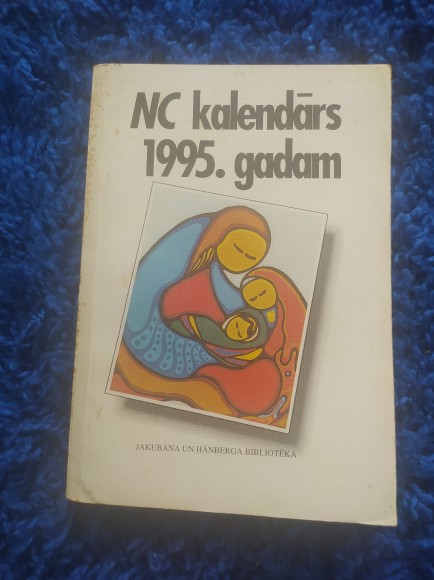 NC kalendārs
1995. gadam
JAKUBĀNA UN HĀNBERGA BIBLIOTĒKA